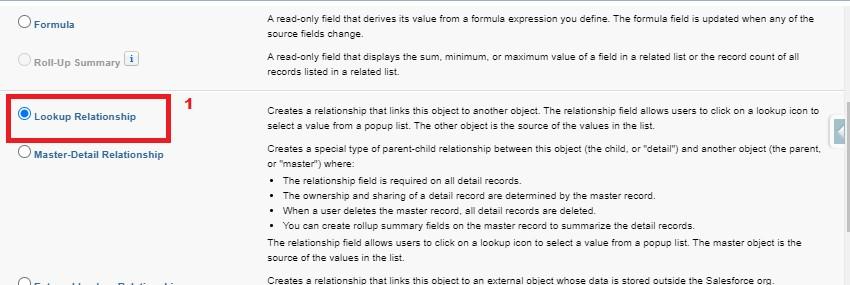 Formula
A read-only field that derives its value from a formula expression you define. The formula field is updated when any of the
source fields change.
Roll-Up Summary i
A read-only field that displays the sum, minimum, or maximum value of a field in a related list or the record count of all
records listed in a related list.
1
Lookup Relationship
Creates a relationship that links this object to another object. The relationship field allows users to click on a lookup icon to
select a value from a popup list. The other object is the source of the values in the list.
Master-Detail Relationship
Creates a special type of parent-child relationship between this object (the child, or "detail") and another object (the parent,
or "master") where:
• The relationship field is required on all detail records.
• The ownership and sharing of a detail record are determined by the master record.
• When a user deletes the master record, all detail records are deleted.
• You can create rollup summary fields on the master record to summarize the detail records.
The relationship field allows users to click on a lookup icon to select a value from a popup list. The master object is the
source of the values in the list.
Creates a relationship that links this object to an external object whose data is stored outside the Salesforce org.